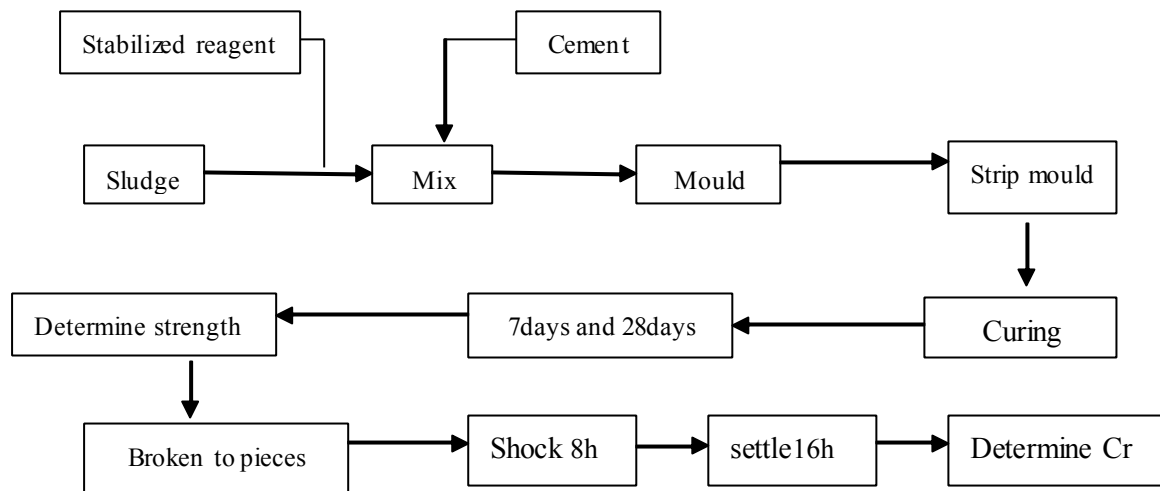 Stabilized reagent
Cement
Sludge
Mix
Mould
Strip mould
Curing
7days and 28days
Determine strength
Broken to pieces
Shock 8h
settle16h
Determine Cr